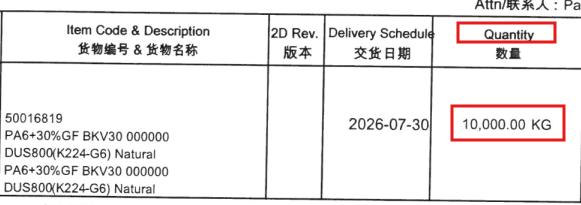 Attn/联系人：Pa
Item Code & Description
货物编号 & 货物名称
2D Rev.
版本
Delivery Schedule
交货日期
Quantity
数量
50016819
PA6+30%GF BKV30 000000
DUS800(K224-G6) Natural
PA6+30%GF BKV30 000000
DUS800(K224-G6) Natural
2026-07-30
10,000.00 KG